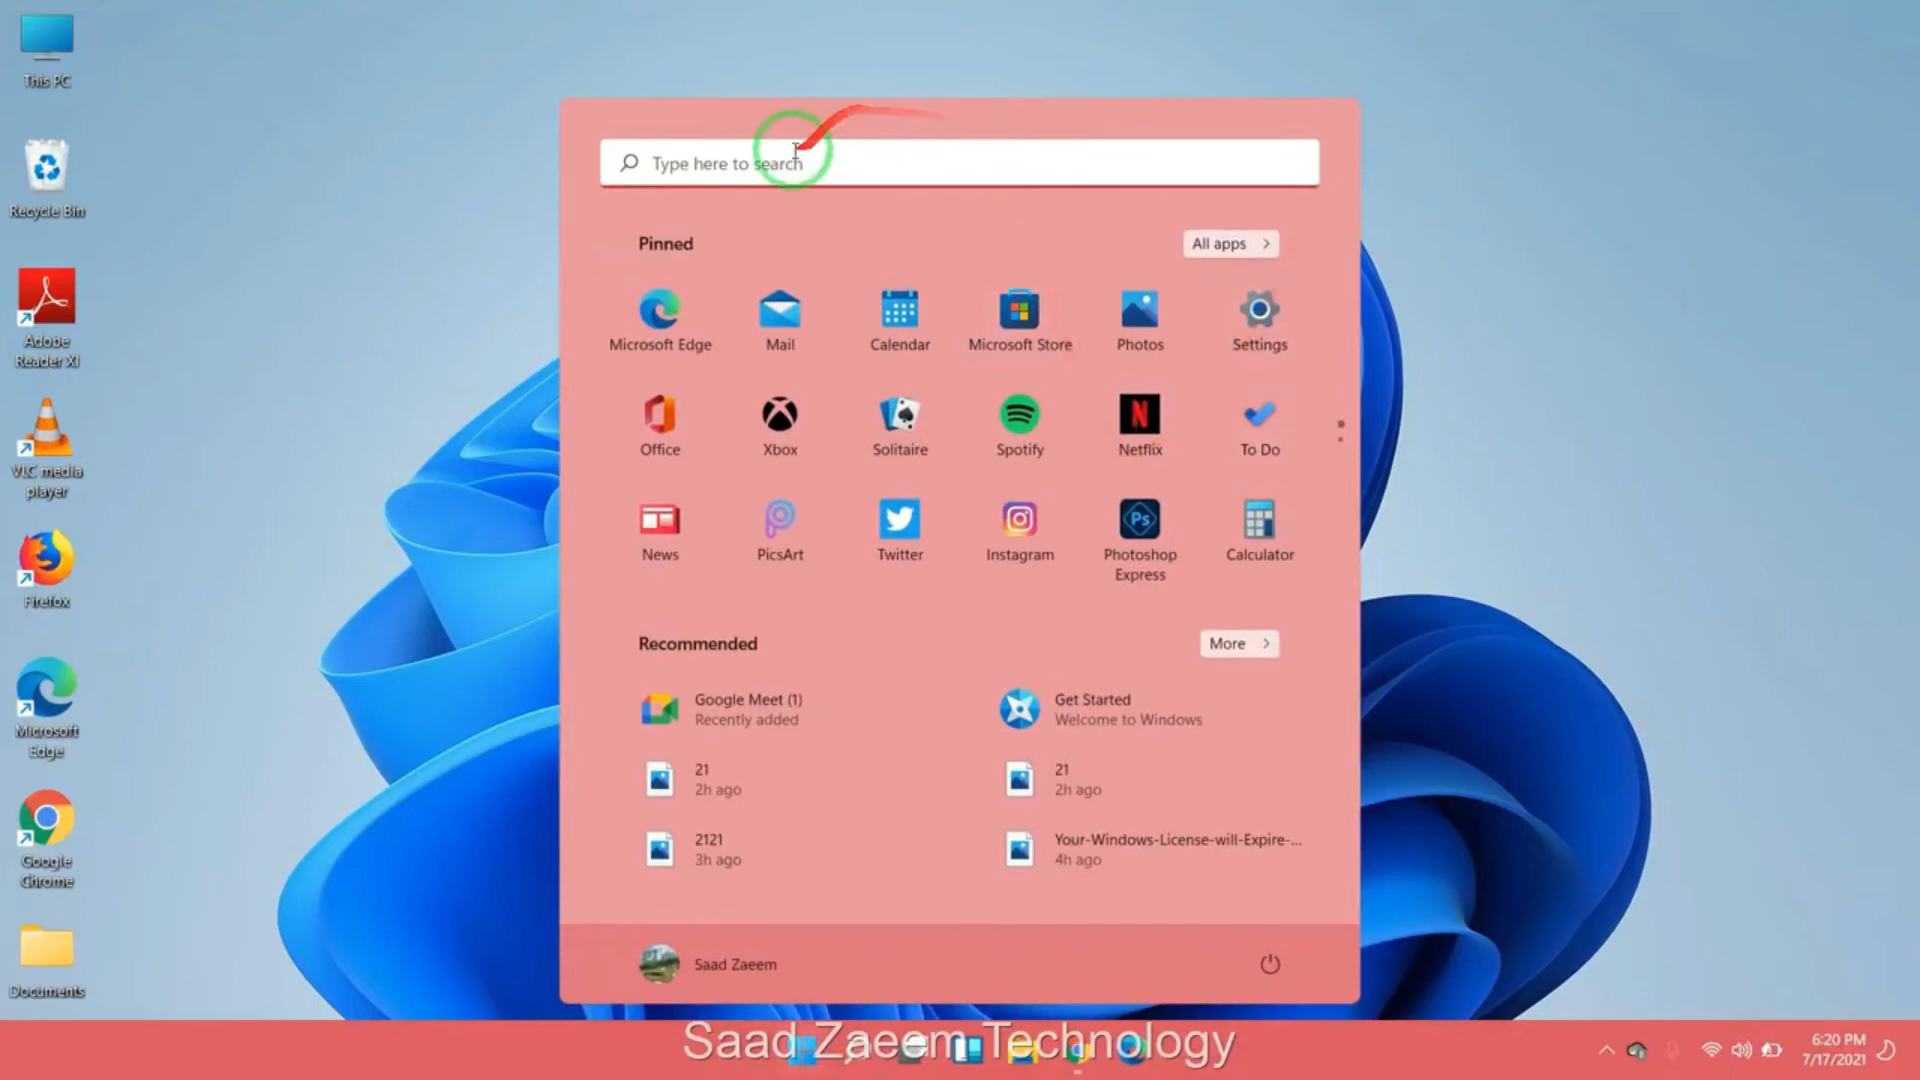 This PC
Recycle Bin
Adobe
Reader XI
VLC media
player
Firefox
Microsoft
Edge
Google
Chrome
Documents
Type here to search
Pinned
All apps
Microsoft Edge
Mail
Calendar
Microsoft Store
Photos
Settings
Office
Xbox
Solitaire
Spotify
Netflix
To Do
News
PicsArt
Twitter
Instagram
Photoshop
Express
Calculator
Recommended
More
Google Meet (1)
Recently added
Get Started
Welcome to Windows
21
2h ago
21
2h ago
2121
3h ago
Your-Windows-License-will-Expire-...
4h ago
Saad Zaeem
Saad Zaeem Technology
6:20 PM
7/17/2021